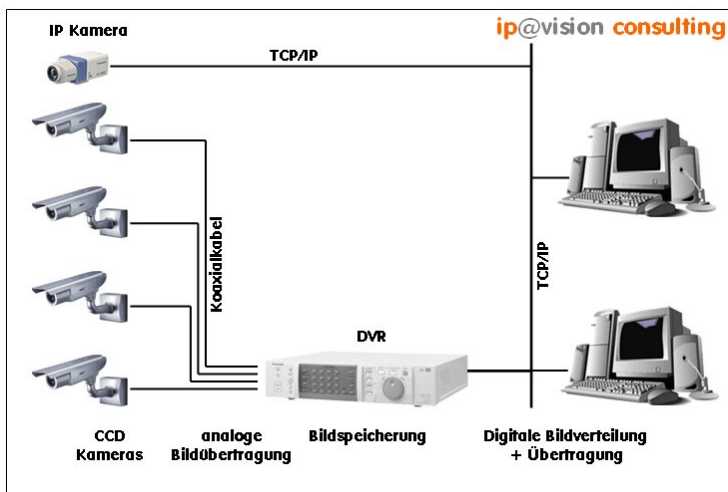 IP Kamera
ip@vision consulting
TCP/IP
Koaxialkabel
TCP/IP
DVR
CCD
Kameras
analoge
Bildübertragung
Bildspeicherung
Digitale Bildverteilung
+ Übertragung